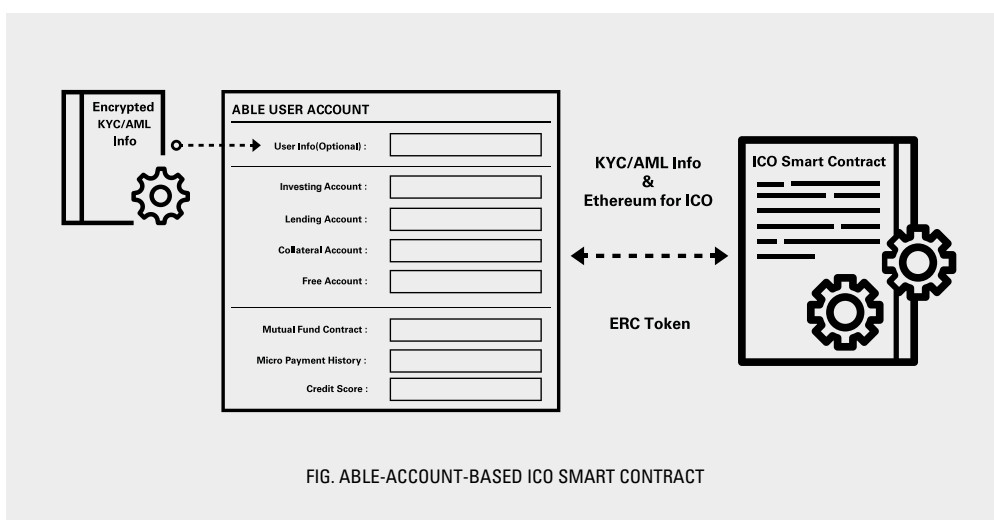 Encrypted
KYC/AML
Info
ABLE USER ACCOUNT
User Info(Optional) :
Investing Account :
Lending Account :
Collateral Account :
Free Account :
Mutual Fund Contract :
Micro Payment History :
Credit Score :
KYC/AML Info
&
Ethereum for ICO
ERC Token
ICO Smart Contract
FIG. ABLE-ACCOUNT-BASED ICO SMART CONTRACT